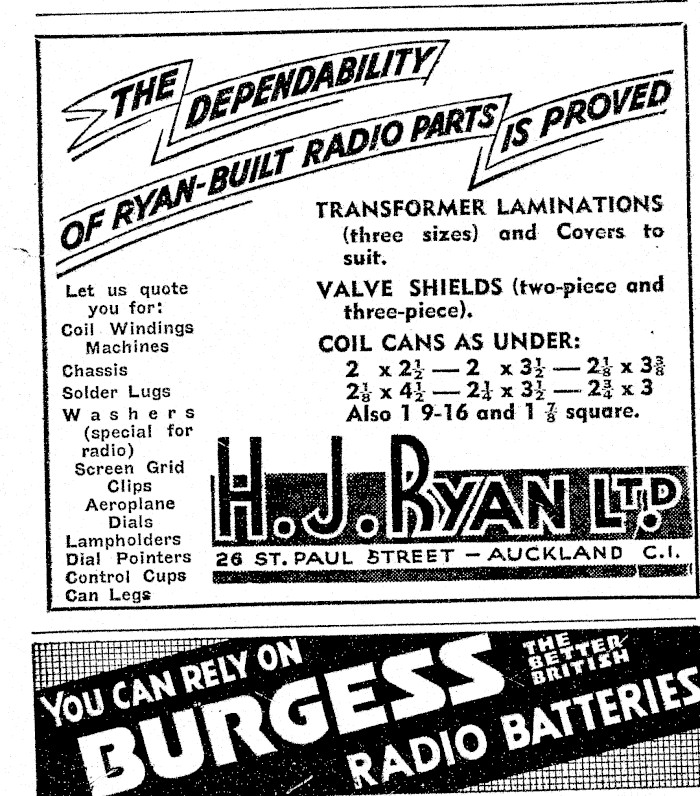 THE DEPENDABILITY
OF RYAN-BUILT RADIO PARTS IS PROVED
TRANSFORMER LAMINATIONS
(three sizes) and Covers to
suit.
VALVE SHIELDS (two-piece and
three-piece).
COIL CANS AS UNDER:
2 x 2½ — 2 x 3½ — 2⅛ x 3⅜
2⅛ x 4½ — 2¼ x 3½ — 2¾ x 3
Also 1 9-16 and 1 ⅞ square.
Let us quote
you for:
Coil Windings
Machines
Chassis
Solder Lugs
Washers
(special for
radio)
Screen Grid
Clips
Aeroplane
Dials
Lampholders
Dial Pointers
Control Cups
Can Legs
H. J. RYAN LTD
26 ST. PAUL STREET — AUCKLAND C.1.
YOU CAN RELY ON
BURGESS
THE
BETTER
BRITISH
RADIO BATTERIES